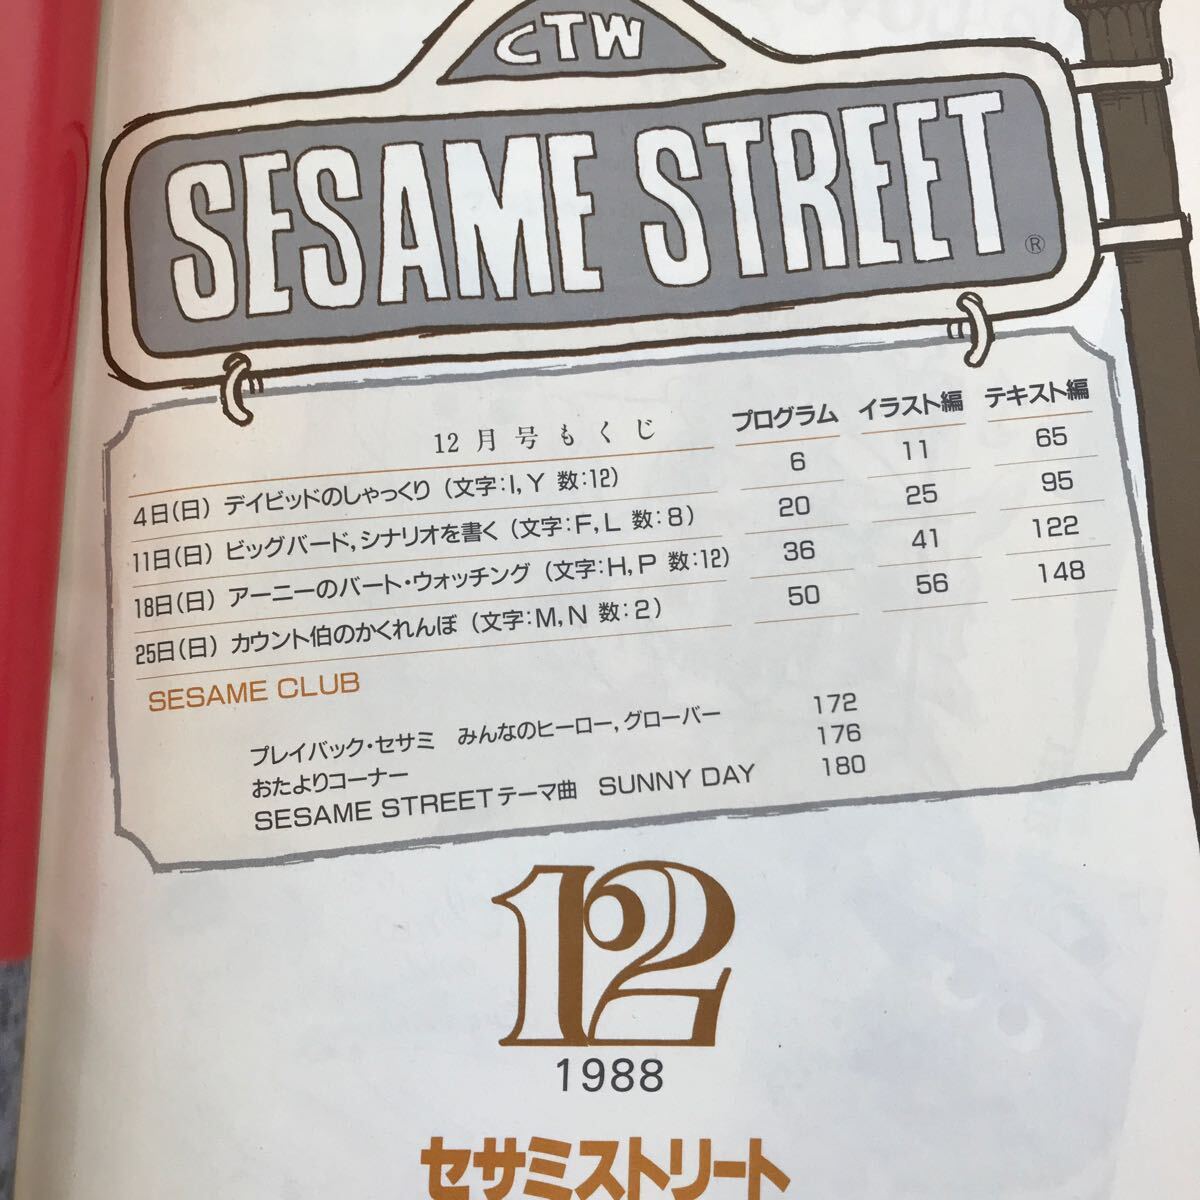 CTW
SESAME STREET ®
12月号もくじ プログラム イラスト編 テキスト編
4日(日) デイビッドのしゃっくり (文字:I, Y 数:12) 6 11 65
11日(日) ビッグバード,シナリオを書く (文字:F, L 数:8) 20 25 95
18日(日) アーニーのバート・ウォッチング (文字:H, P 数:12) 36 41 122
25日(日) カウント伯のかくれんぼ (文字:M, N 数:2) 50 56 148
SESAME CLUB
プレイバック・セサミ みんなのヒーロー,グローバー 172
おたよりコーナー 176
SESAME STREETテーマ曲 SUNNY DAY 180
12
1988
セサミストリート